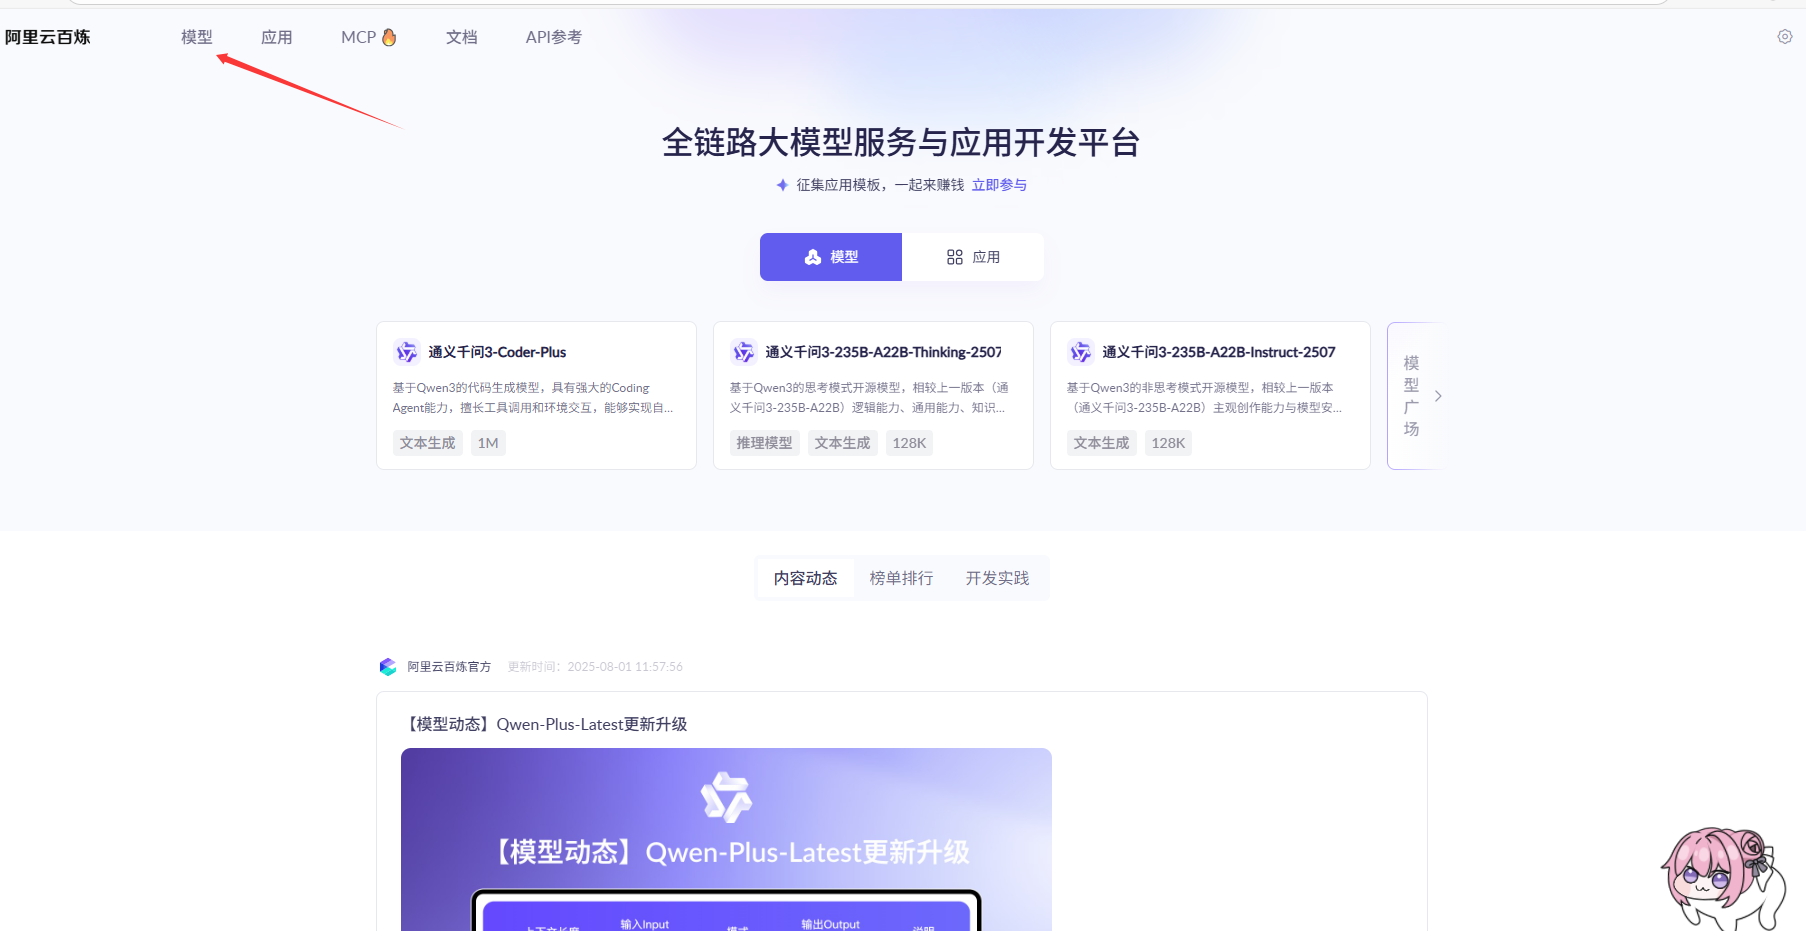 阿里云百炼 模型 应用 MCP 文档 API参考
全链路大模型服务与应用开发平台
征集应用模板，一起来赚钱 立即参与
模型 应用
通义千问3-Coder-Plus
基于Qwen3的代码生成模型，具有强大的Coding
Agent能力，擅长工具调用和环境交互，能够实现自...
文本生成 1M
通义千问3-235B-A22B-Thinking-2507
基于Qwen3的思考模式开源模型，相较上一版本（通
义千问3-235B-A22B）逻辑能力、通用能力、知识...
推理模型 文本生成 128K
通义千问3-235B-A22B-Instruct-2507
基于Qwen3的非思考模式开源模型，相较上一版本
（通义千问3-235B-A22B）主观创作能力与模型安...
文本生成 128K
模型广场
内容动态 榜单排行 开发实践
阿里云百炼官方 更新时间：2025-08-01 11:57:56
【模型动态】Qwen-Plus-Latest更新升级
【模型动态】Qwen-Plus-Latest更新升级
输入Input 输出Output